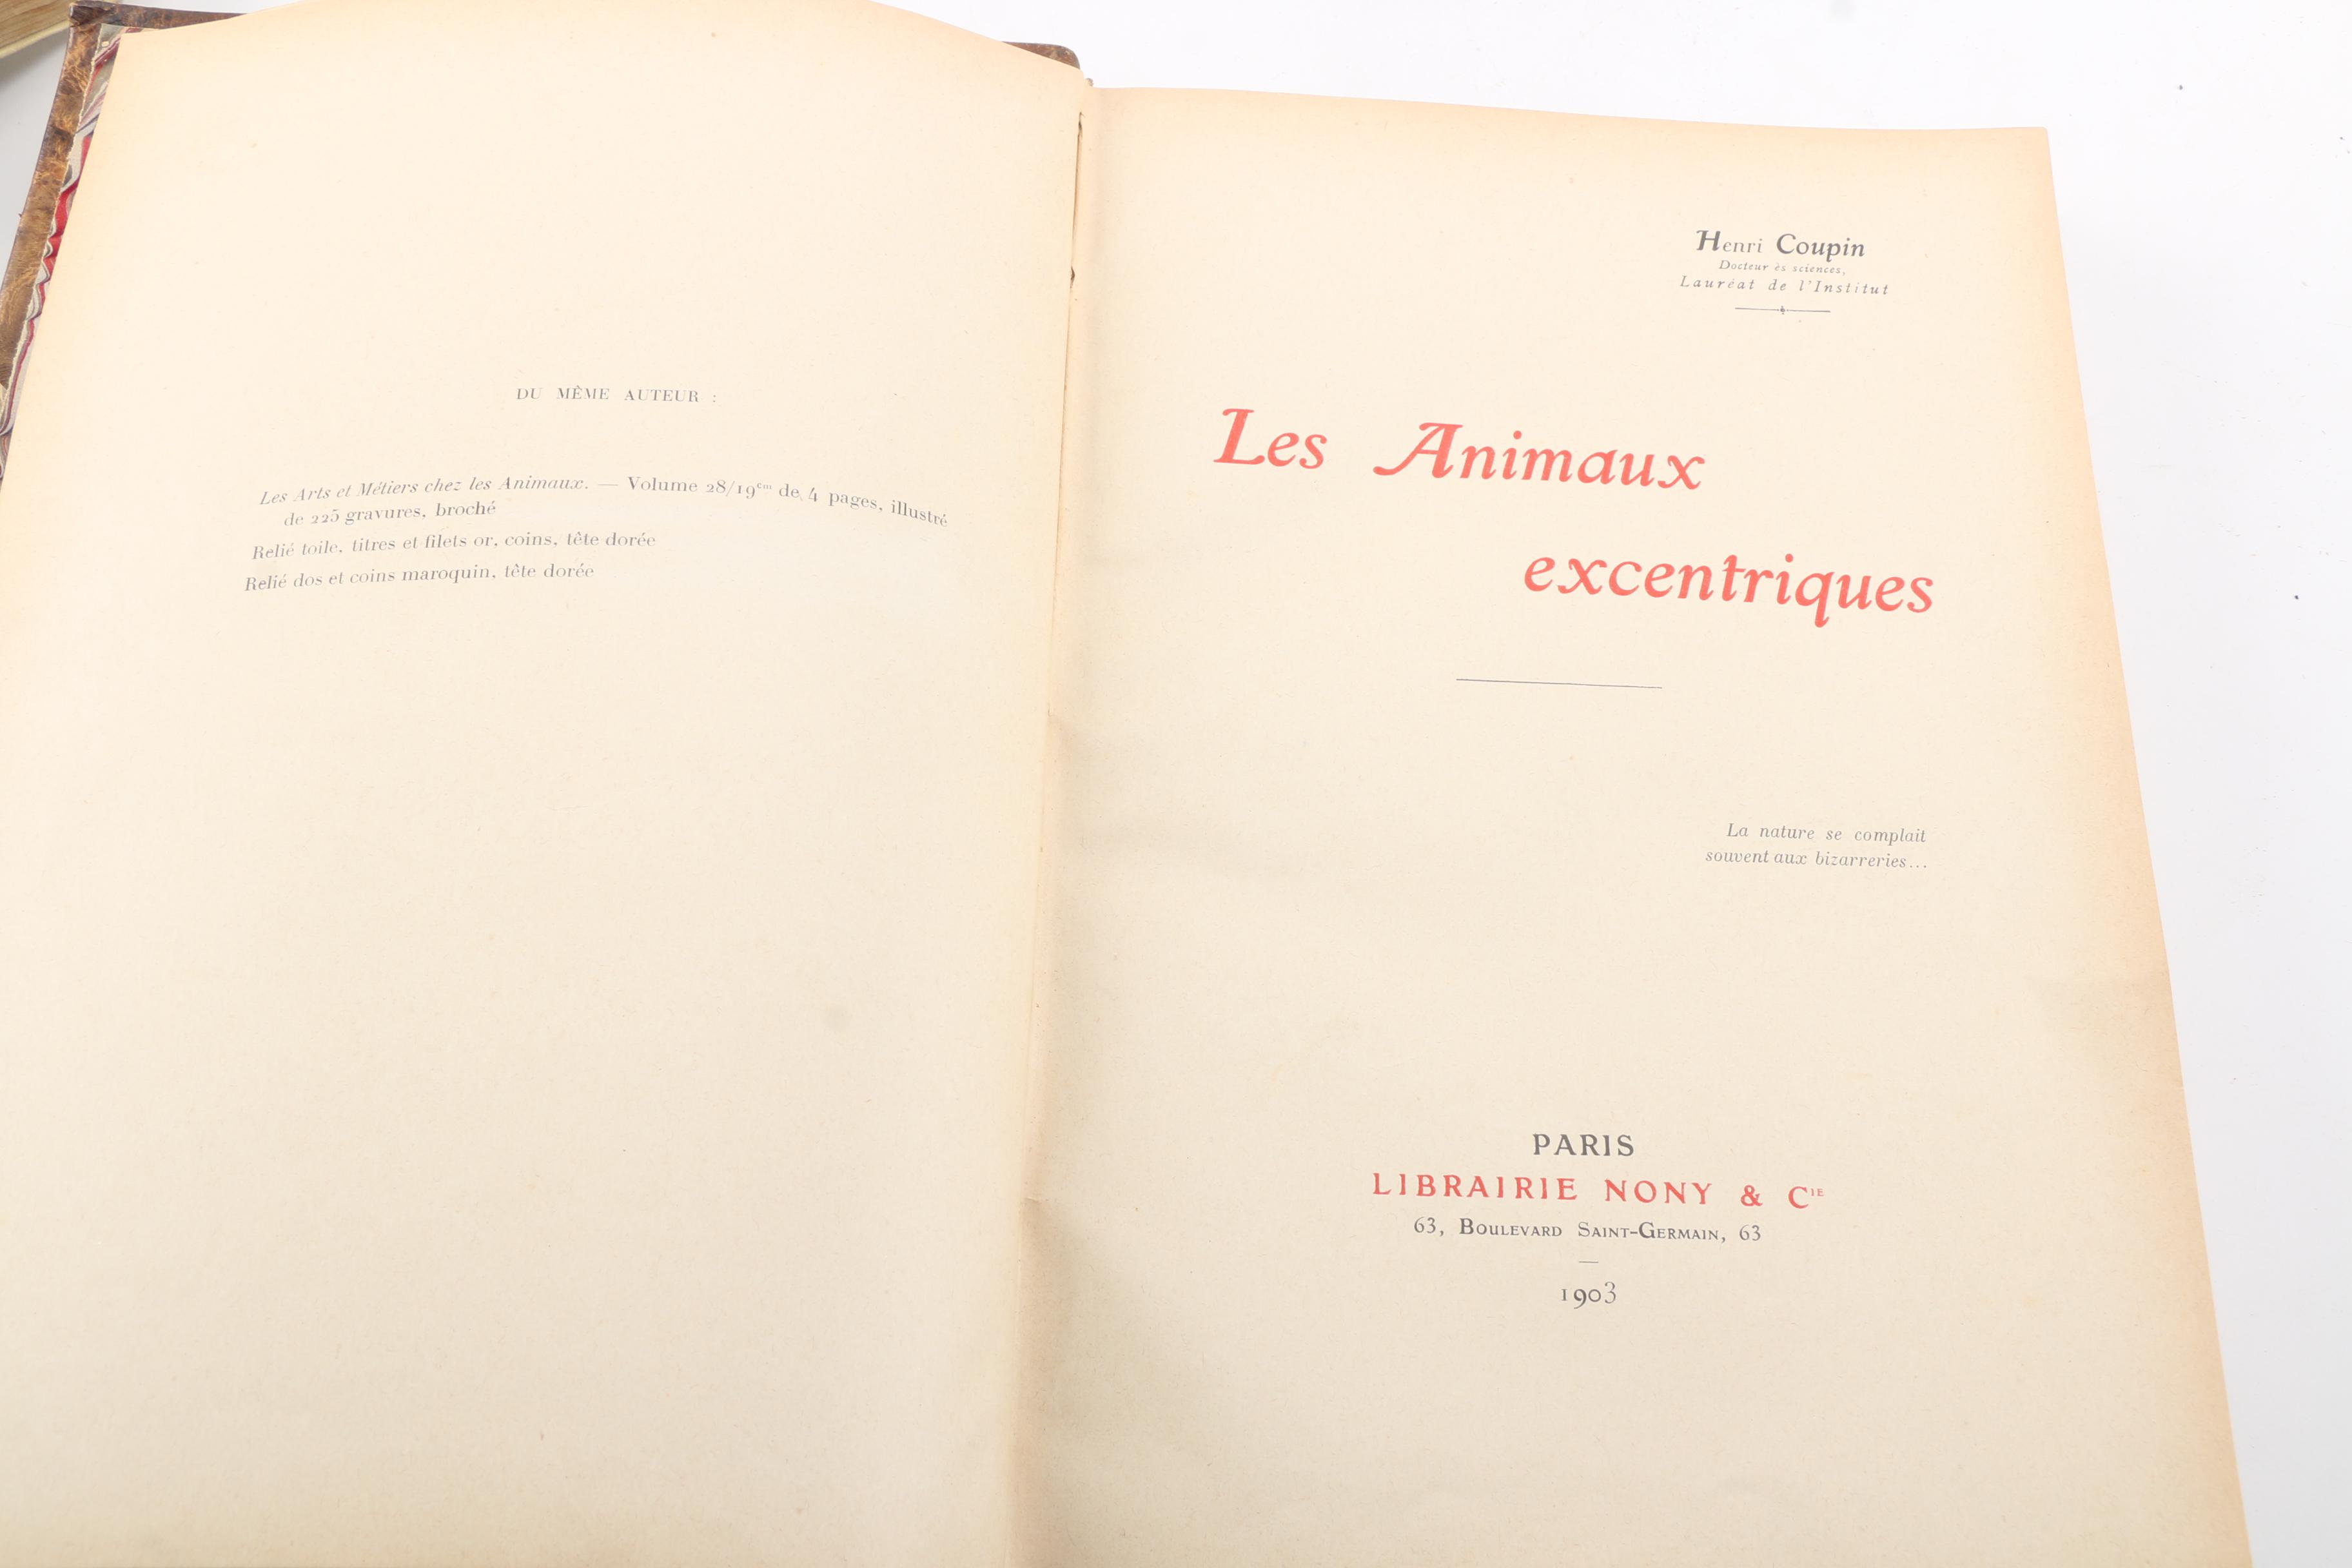 DU MÊME AUTEUR :
Les Arts et Métiers chez les Animaux. — Volume 28/19cm de 4 pages, illustré
de 225 gravures, broché
Relié toile, titres et filets or, coins, tête dorée
Relié dos et coins maroquin, tête dorée
Henri Coupin
Docteur ès sciences,
Lauréat de l'Institut
Les Animaux
excentriques
La nature se complait
souvent aux bizarreries...
PARIS
LIBRAIRIE NONY & CIE
63, Boulevard Saint-Germain, 63
1903